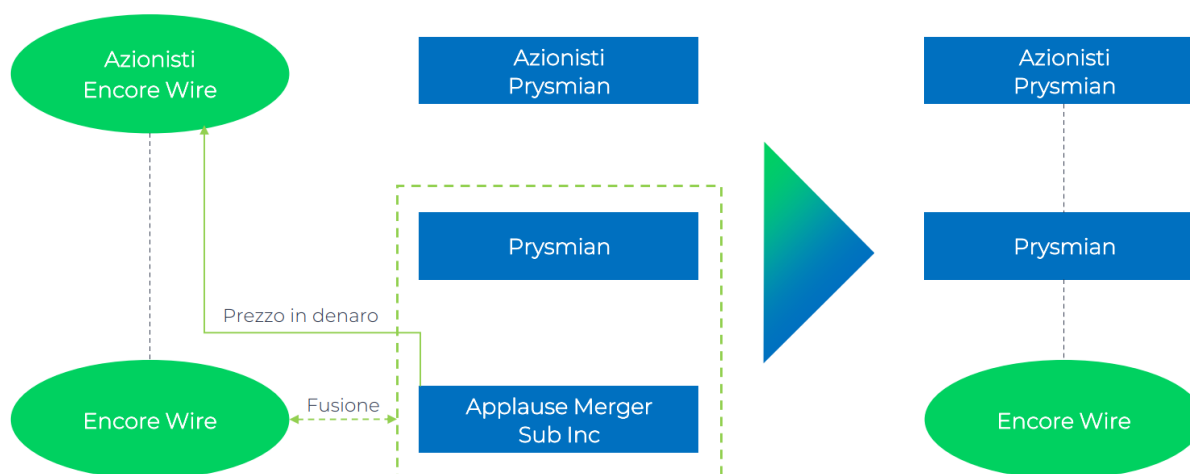 Azionisti
Encore Wire
Azionisti
Prysmian
Azionisti
Prysmian
Prysmian
Prysmian
Prezzo in denaro
Encore Wire
Fusione
Applause Merger
Sub Inc
Encore Wire